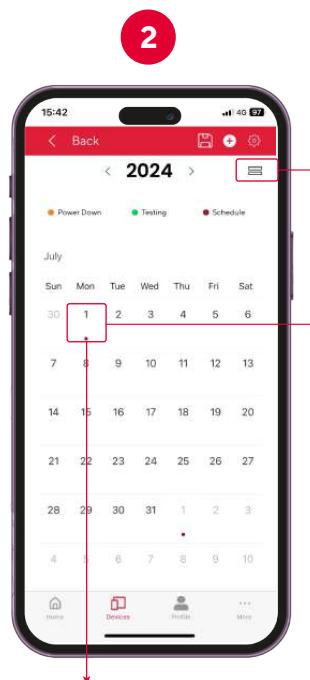 2
15:42 4G 97
Back
2024
Power Down Testing Schedule
July
Sun Mon Tue Wed Thu Fri Sat
30 1 2 3 4 5 6
7 8 9 10 11 12 13
14 15 16 17 18 19 20
21 22 23 24 25 26 27
28 29 30 31 1 2 3
4 5 6 7 8 9 10
Home Devices Profile More